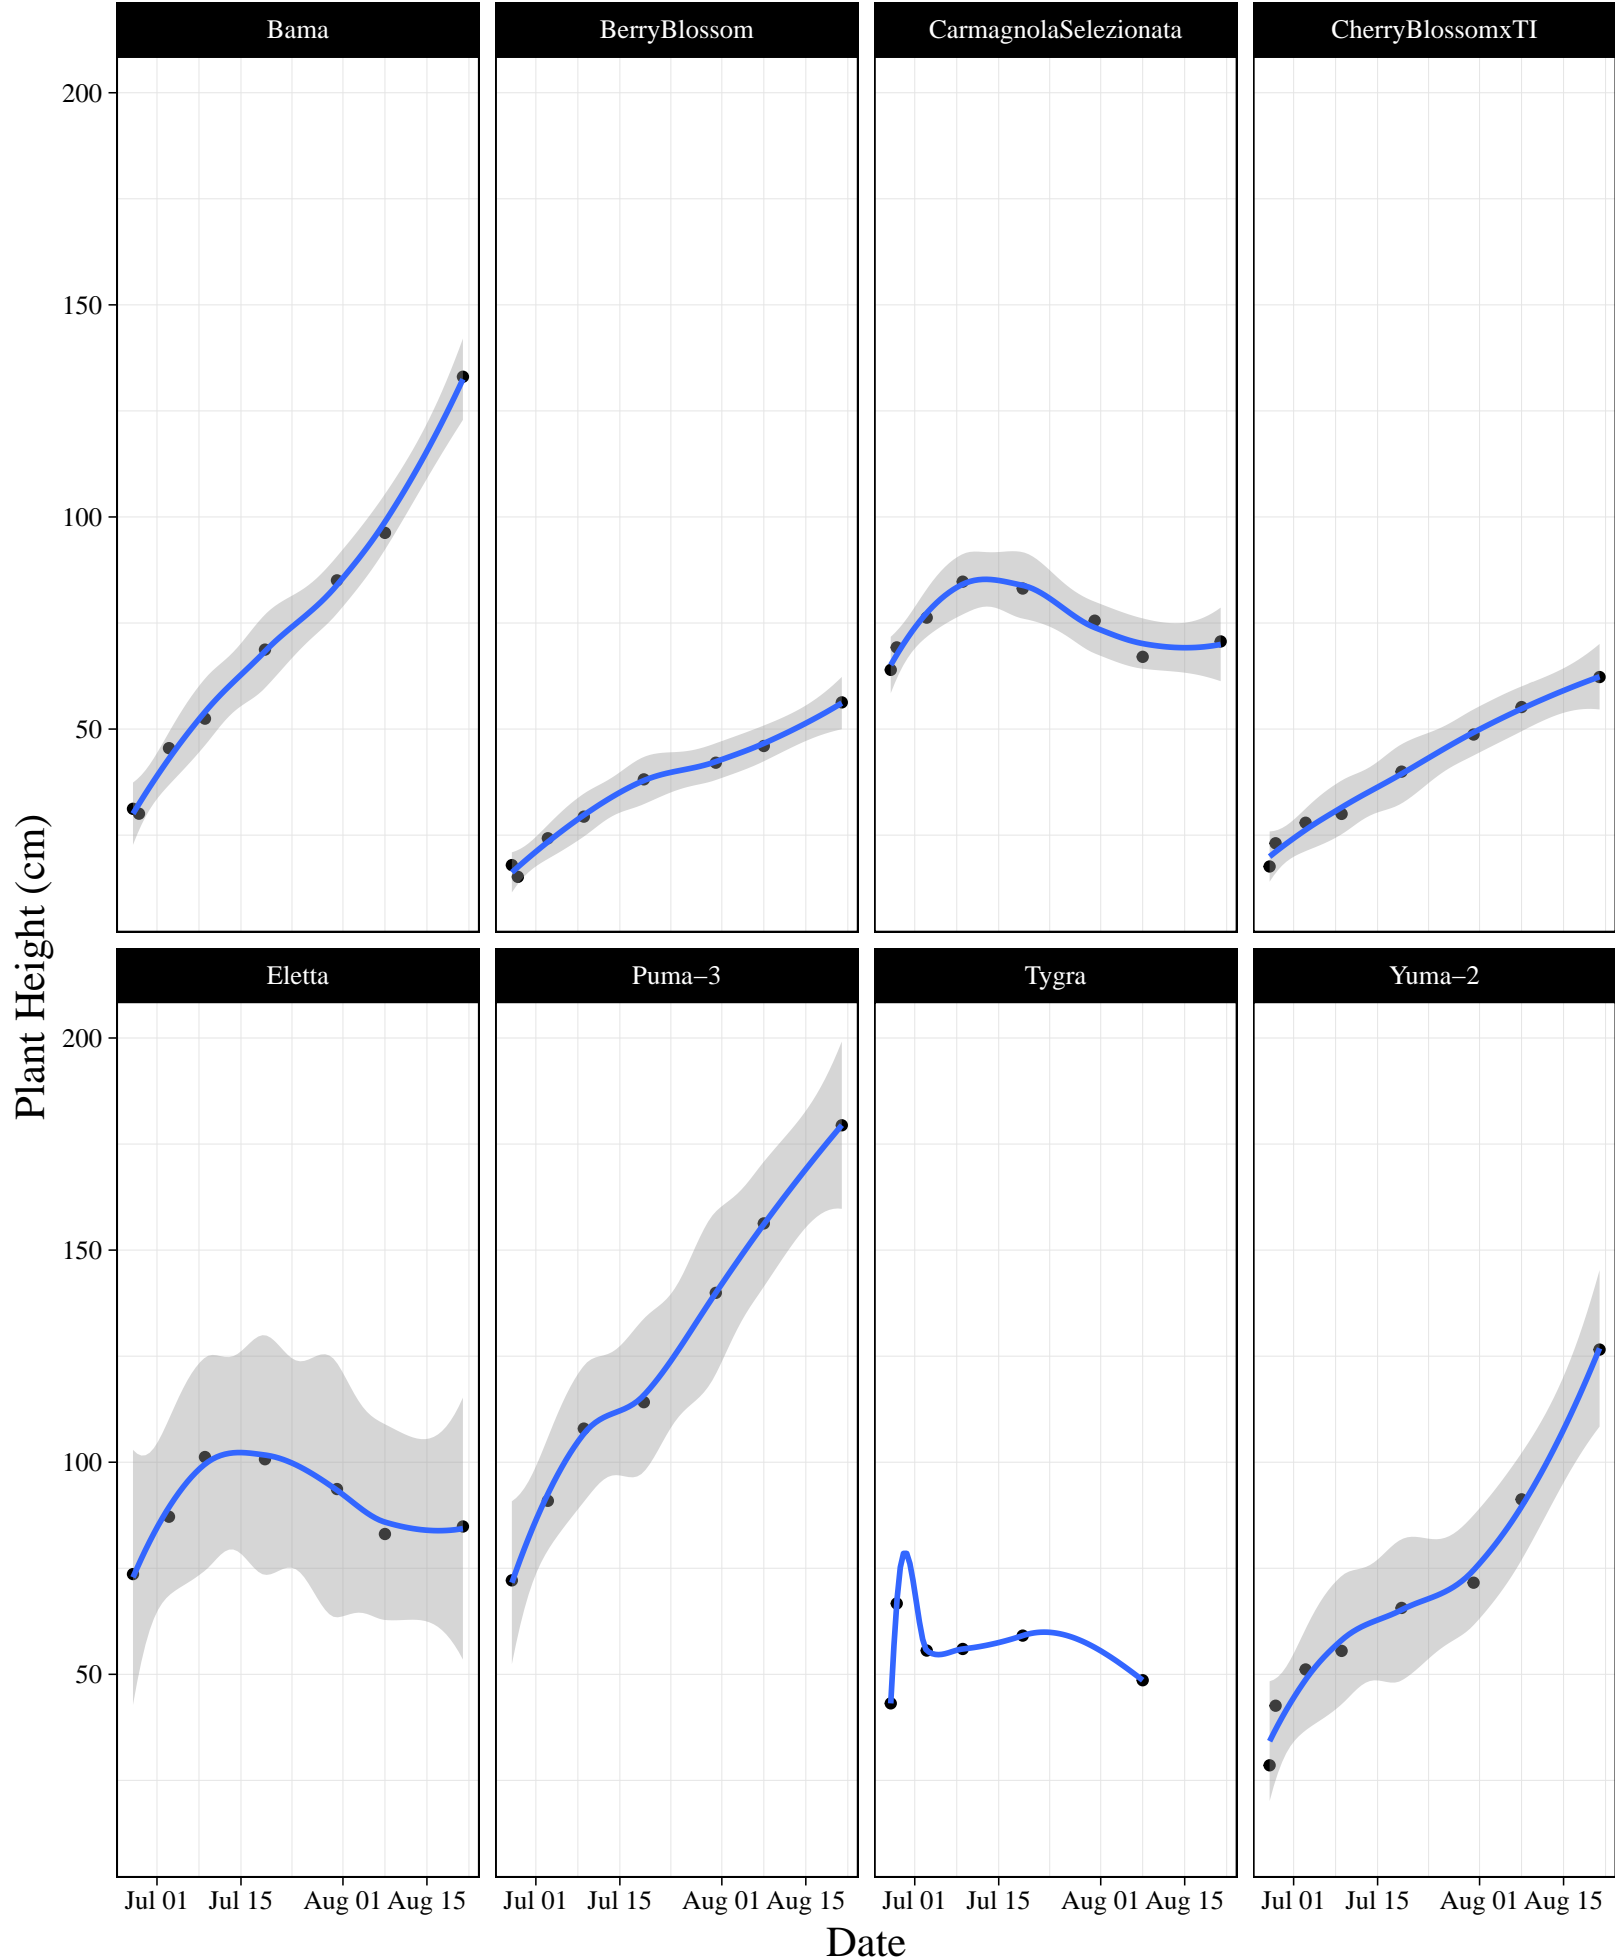 Bama
BerryBlossom
CarmagnolaSelezionata
CherryBlossomxTI
200
150
100
50
Plant Height (cm)
Eletta
Puma−3
Tygra
Yuma−2
200
150
100
50
Jul 01 Jul 15 Aug 01 Aug 15
Jul 01 Jul 15 Aug 01 Aug 15
Jul 01 Jul 15 Aug 01 Aug 15
Jul 01 Jul 15 Aug 01 Aug 15
Date